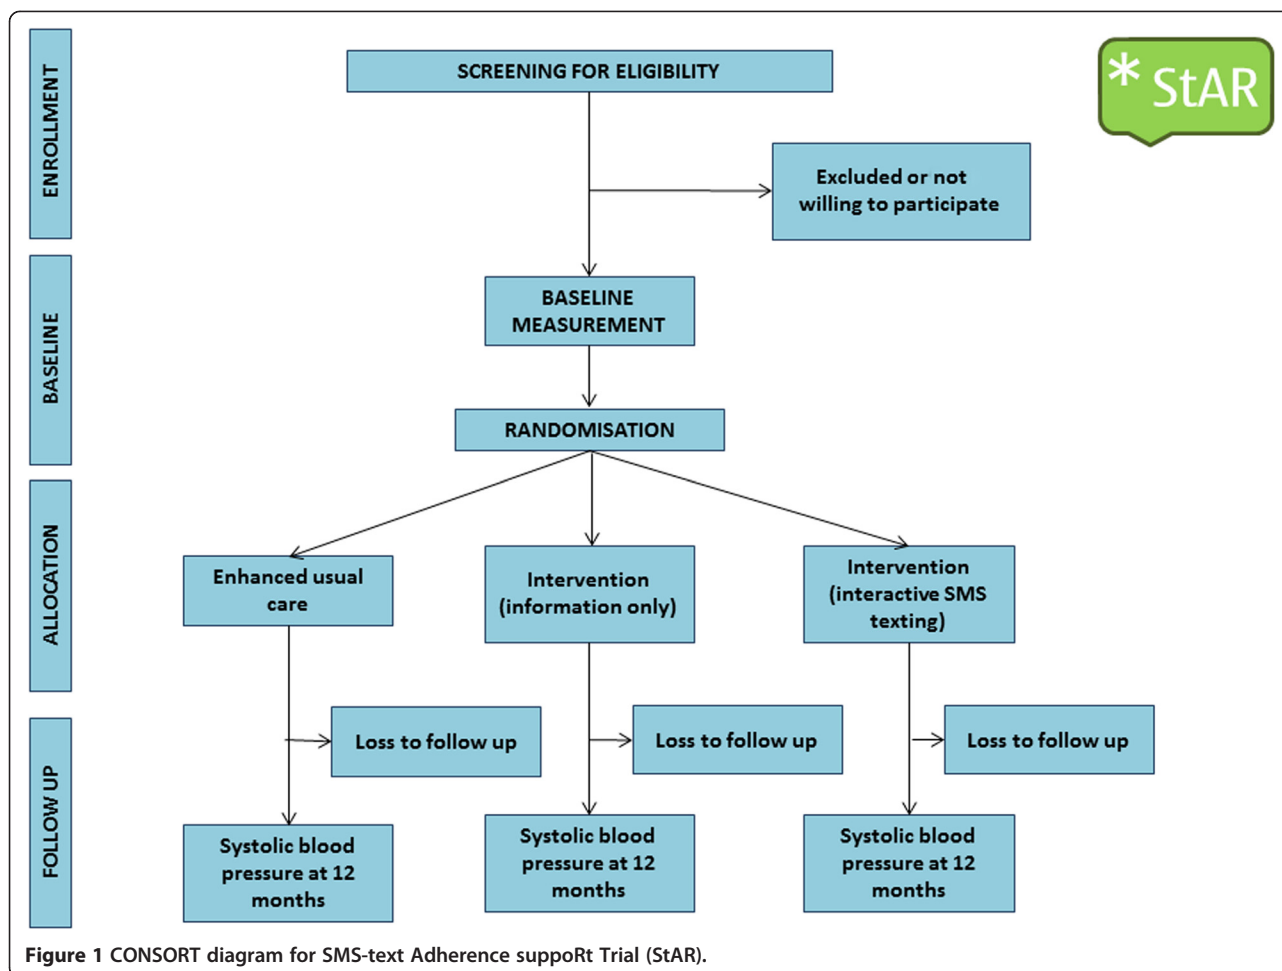 ENROLLMENT
SCREENING FOR ELIGIBILITY
* StAR
Excluded or not
willing to participate
BASELINE
BASELINE
MEASUREMENT
RANDOMISATION
ALLOCATION
Enhanced usual
care
Intervention
(information only)
Intervention
(interactive SMS
texting)
FOLLOW UP
Loss to follow up
Loss to follow up
Loss to follow up
Systolic blood
pressure at 12
months
Systolic blood
pressure at 12
months
Systolic blood
pressure at 12
months
Figure 1 CONSORT diagram for SMS-text Adherence suppoRt Trial (StAR).